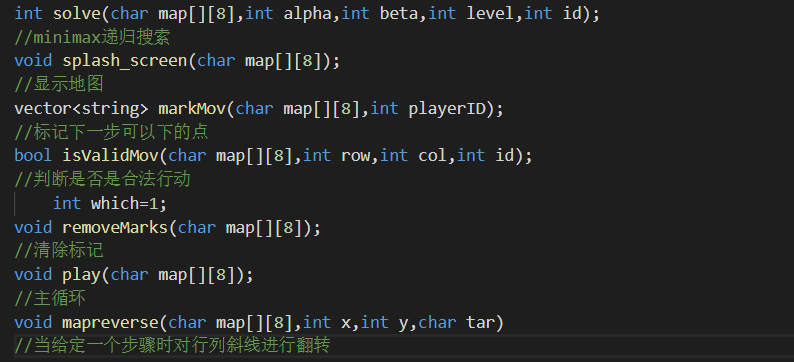 int solve(char map[][8],int alpha,int beta,int level,int id);
//minimax递归搜索
void splash_screen(char map[][8]);
//显示地图
vector<string> markMov(char map[][8],int playerID);
//标记下一步可以下的点
bool isValidMov(char map[][8],int row,int col,int id);
//判断是否是合法行动
    int which=1;
void removeMarks(char map[][8]);
//清除标记
void play(char map[][8]);
//主循环
void mapreverse(char map[][8],int x,int y,char tar)
//当给定一个步骤时对行列斜线进行翻转